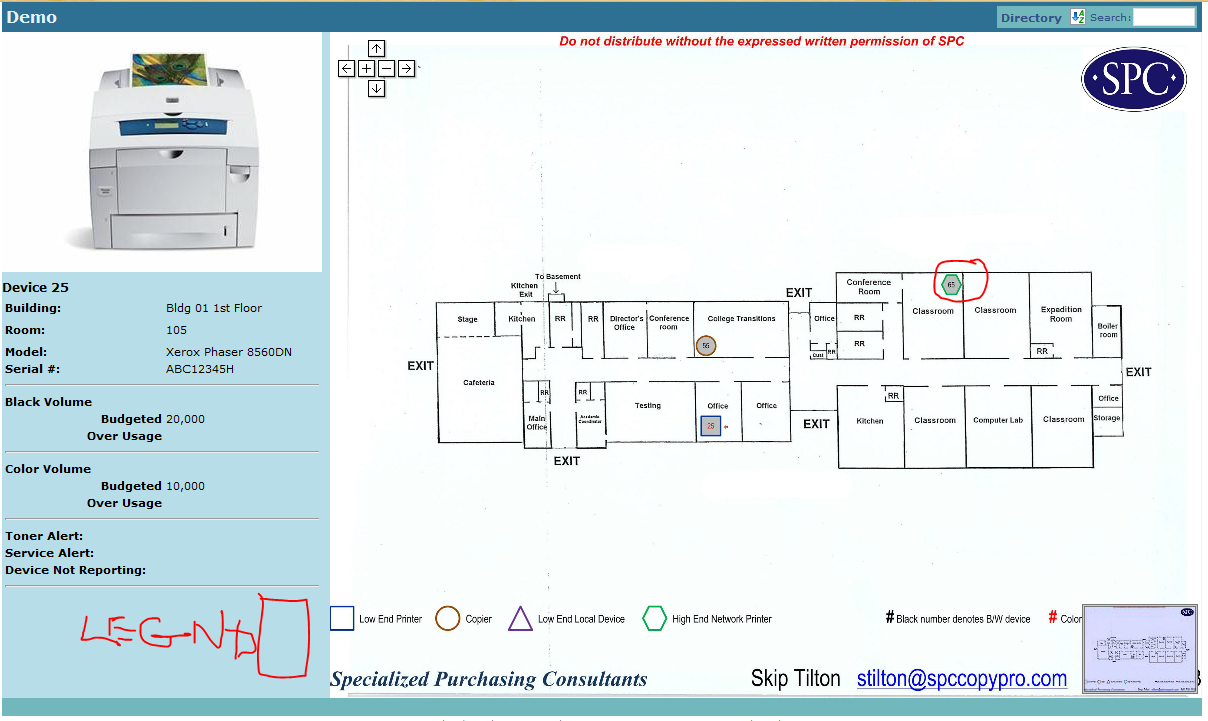 Demo
Directory Search:
Do not distribute without the expressed written permission of SPC
SPC
Device 25
Building: Bldg 01 1st Floor
Room: 105
Model: Xerox Phaser 8560DN
Serial #: ABC12345H
Black Volume
Budgeted 20,000
Over Usage
Color Volume
Budgeted 10,000
Over Usage
Toner Alert:
Service Alert:
Device Not Reporting:
LEGND
To Basement
Kitchen Exit
Stage
Kitchen
RR
RR
Director's Office
Conference room
College Transitions
55
EXIT
Cafeteria
RR
RR
Main Office
Academic Coordinator
Testing
Office
25
Office
EXIT
EXIT
EXIT
Office
RR
RR
RR
Conference Room
65
Classroom
Classroom
Expedition Room
RR
Boiler room
EXIT
RR
Kitchen
Classroom
Computer Lab
Classroom
Office
Storage
Low End Printer
Copier
Low End Local Device
High End Network Printer
# Black number denotes B/W device
# Color
Specialized Purchasing Consultants
Skip Tilton stilton@spccopypro.com